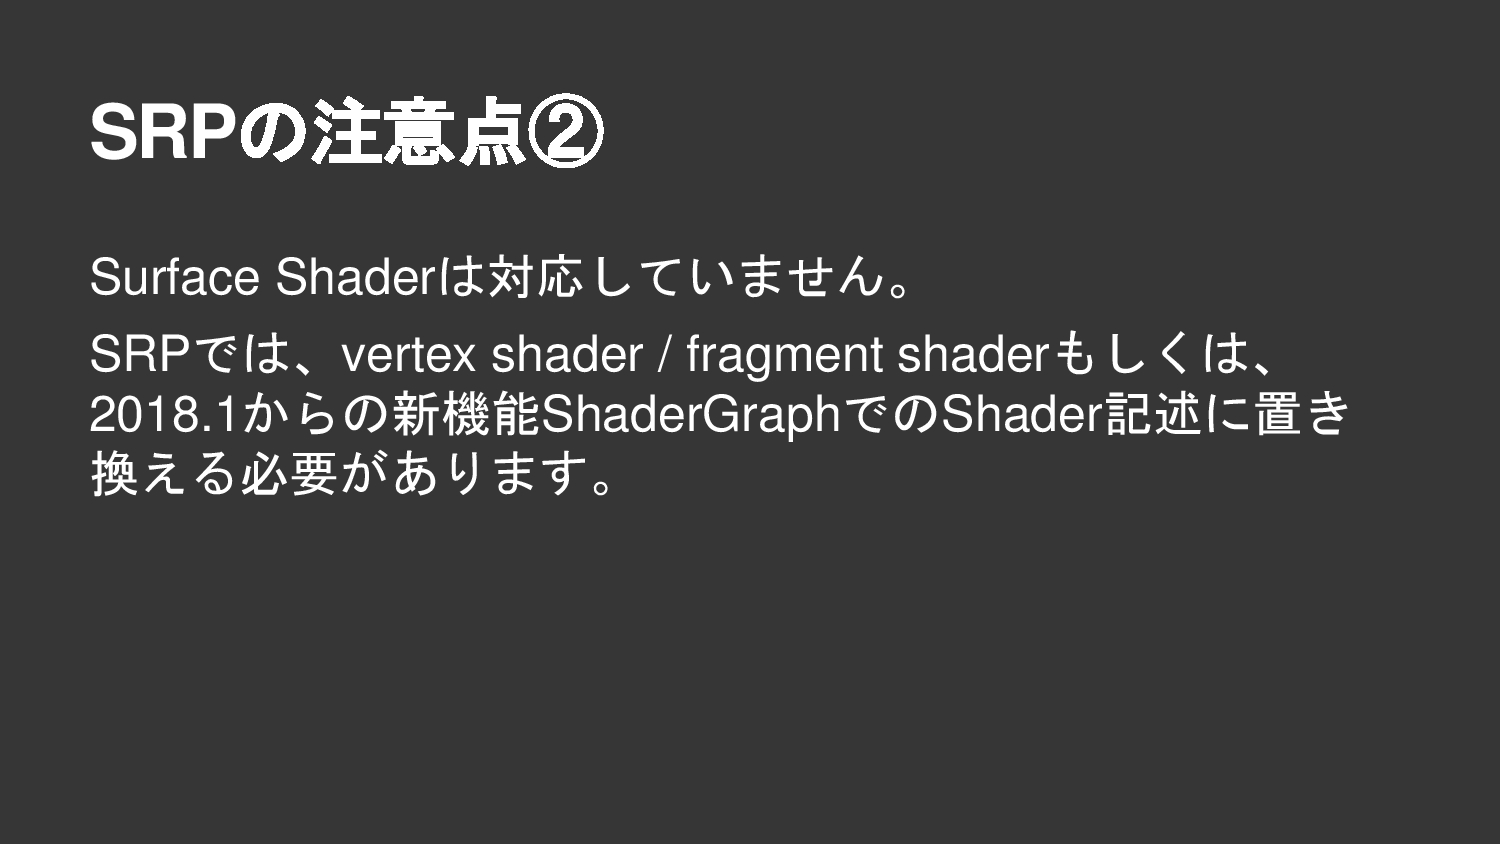 SRPの注意点②
Surface Shaderは対応していません。
SRPでは、vertex shader / fragment shaderもしくは、
2018.1からの新機能ShaderGraphでのShader記述に置き
換える必要があります。